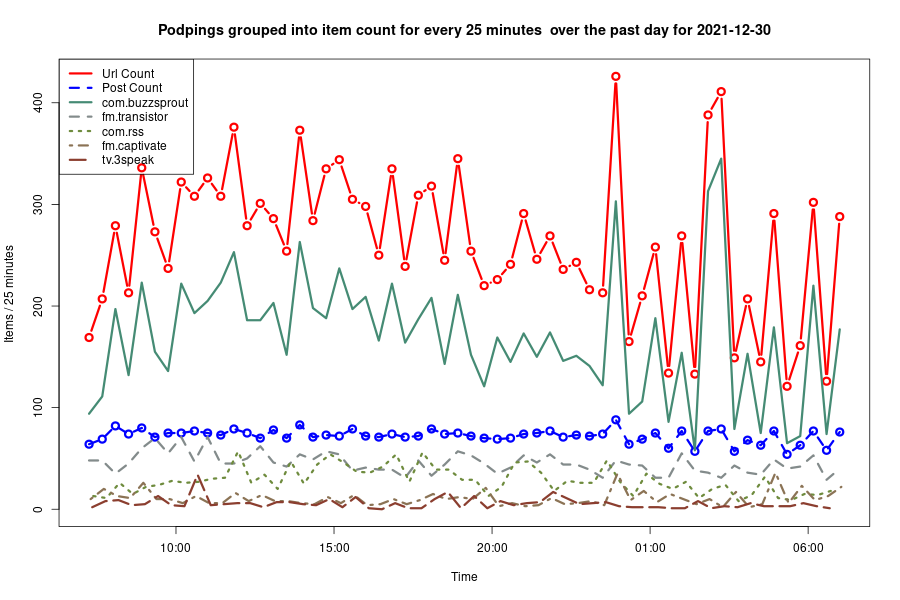 Podpings grouped into item count for every 25 minutes  over the past day for 2021-12-30
Url Count
Post Count
com.buzzsprout
fm.transistor
com.rss
fm.captivate
tv.3speak
Items / 25 minutes
400
300
200
100
0
10:00
15:00
20:00
01:00
06:00
Time